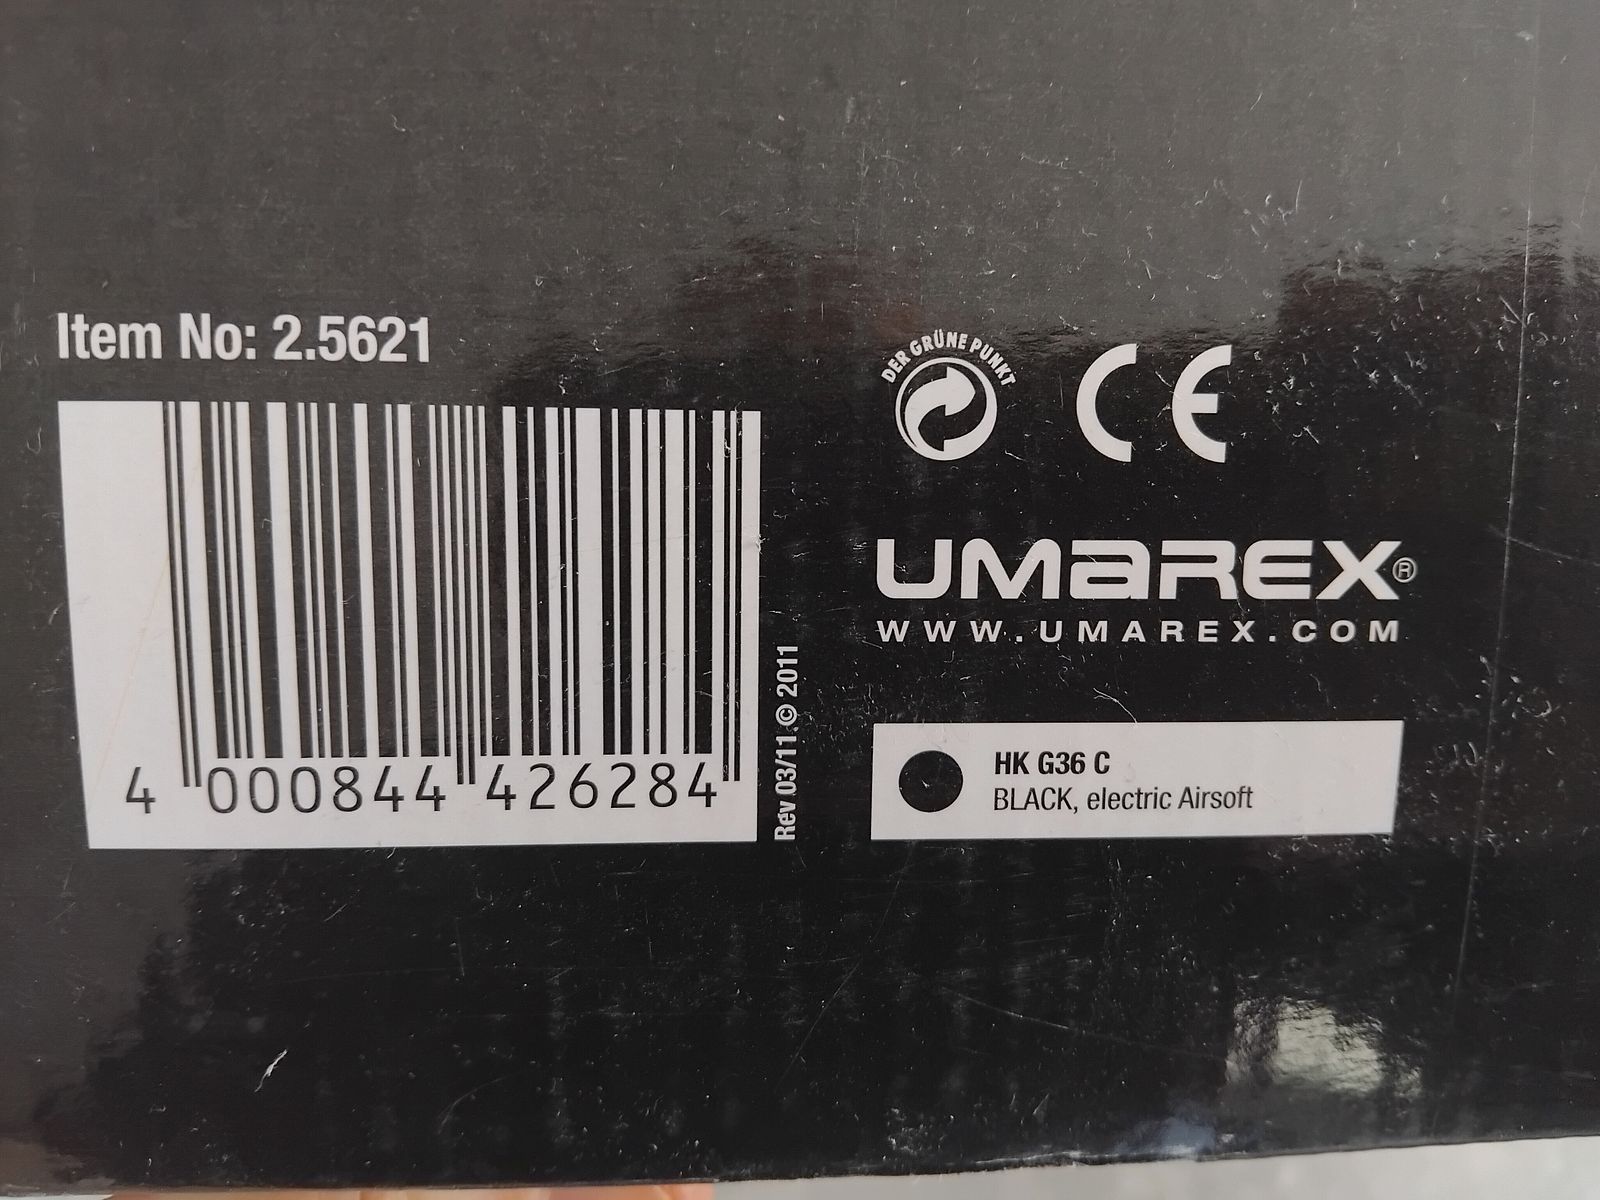 Item No: 2.5621
4 000844 426284
Rev 03/11 © 2011
DER GRÜNE PUNKT
CE
UMAREX®
WWW.UMAREX.COM
HK G36 C
BLACK, electric Airsoft